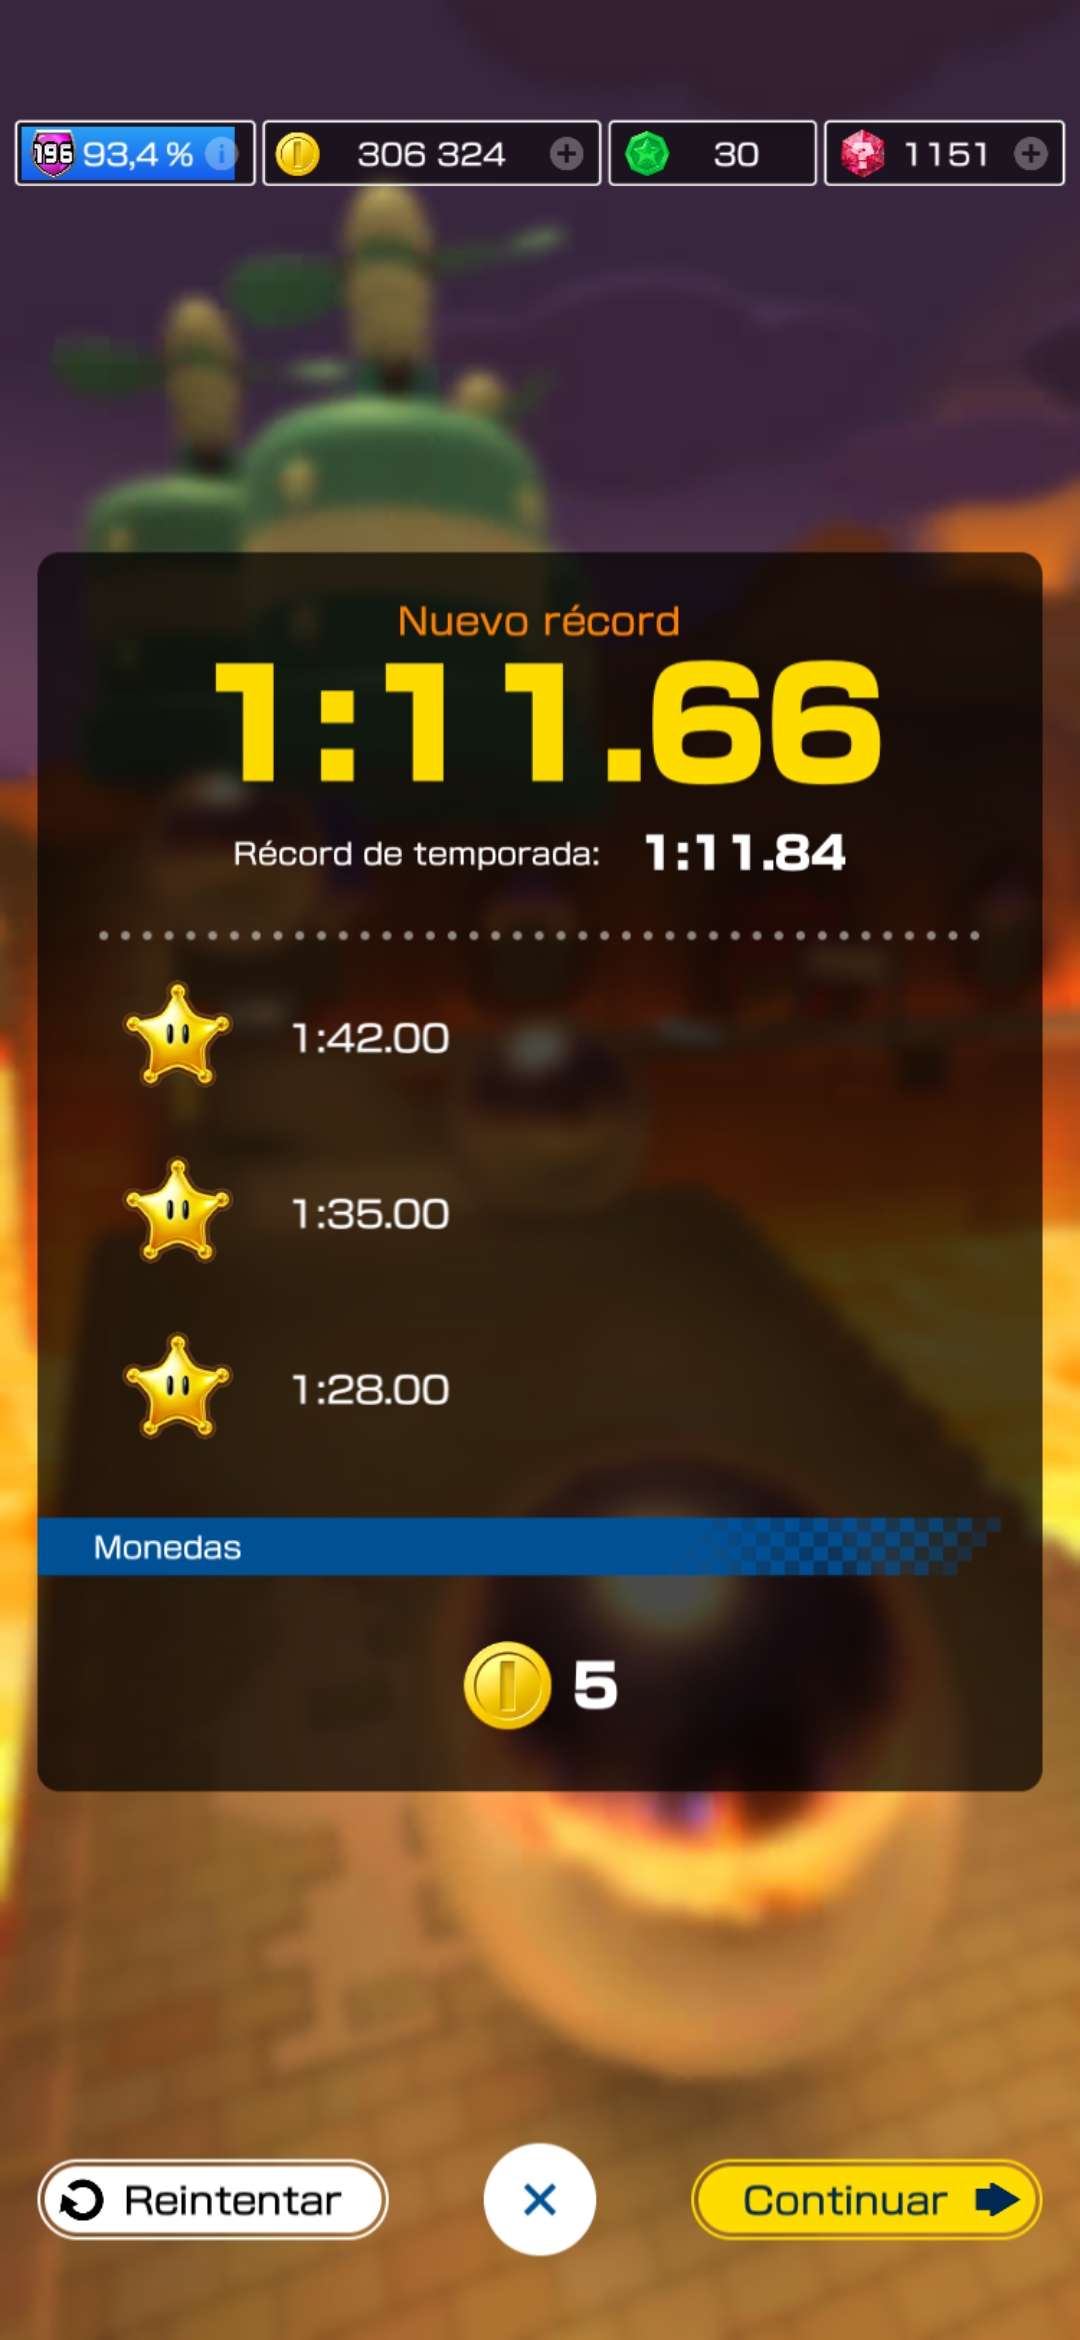 196 93,4 % i 306 324 + 30 ? 1151 +
Nuevo récord
1:11.66
Récord de temporada: 1:11.84
1:42.00
1:35.00
1:28.00
Monedas
5
Reintentar × Continuar